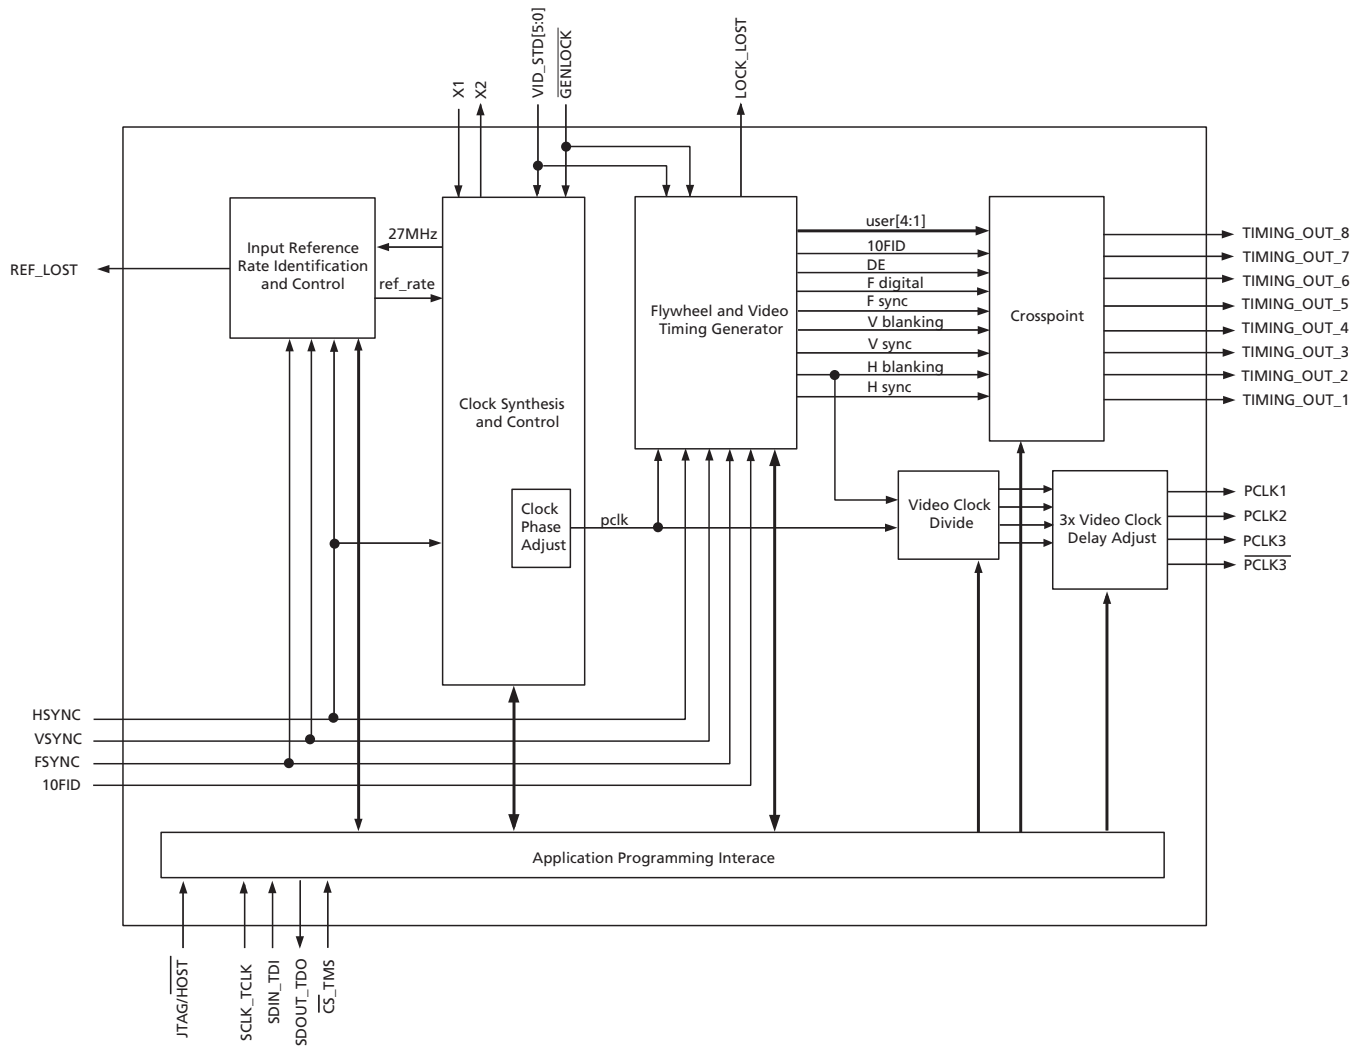 X1
X2
VID_STD[5:0]
GENLOCK
LOCK_LOST
REF_LOST
Input Reference
Rate Identification
and Control
27MHz
ref_rate
Clock Synthesis
and Control
Clock
Phase
Adjust
pclk
Flywheel and Video
Timing Generator
user[4:1]
10FID
DE
F digital
F sync
V blanking
V sync
H blanking
H sync
Crosspoint
TIMING_OUT_8
TIMING_OUT_7
TIMING_OUT_6
TIMING_OUT_5
TIMING_OUT_4
TIMING_OUT_3
TIMING_OUT_2
TIMING_OUT_1
Video Clock
Divide
3x Video Clock
Delay Adjust
PCLK1
PCLK2
PCLK3
PCLK3
HSYNC
VSYNC
FSYNC
10FID
Application Programming Interace
JTAG/HOST
SCLK_TCLK
SDIN_TDI
SDOUT_TDO
CS_TMS